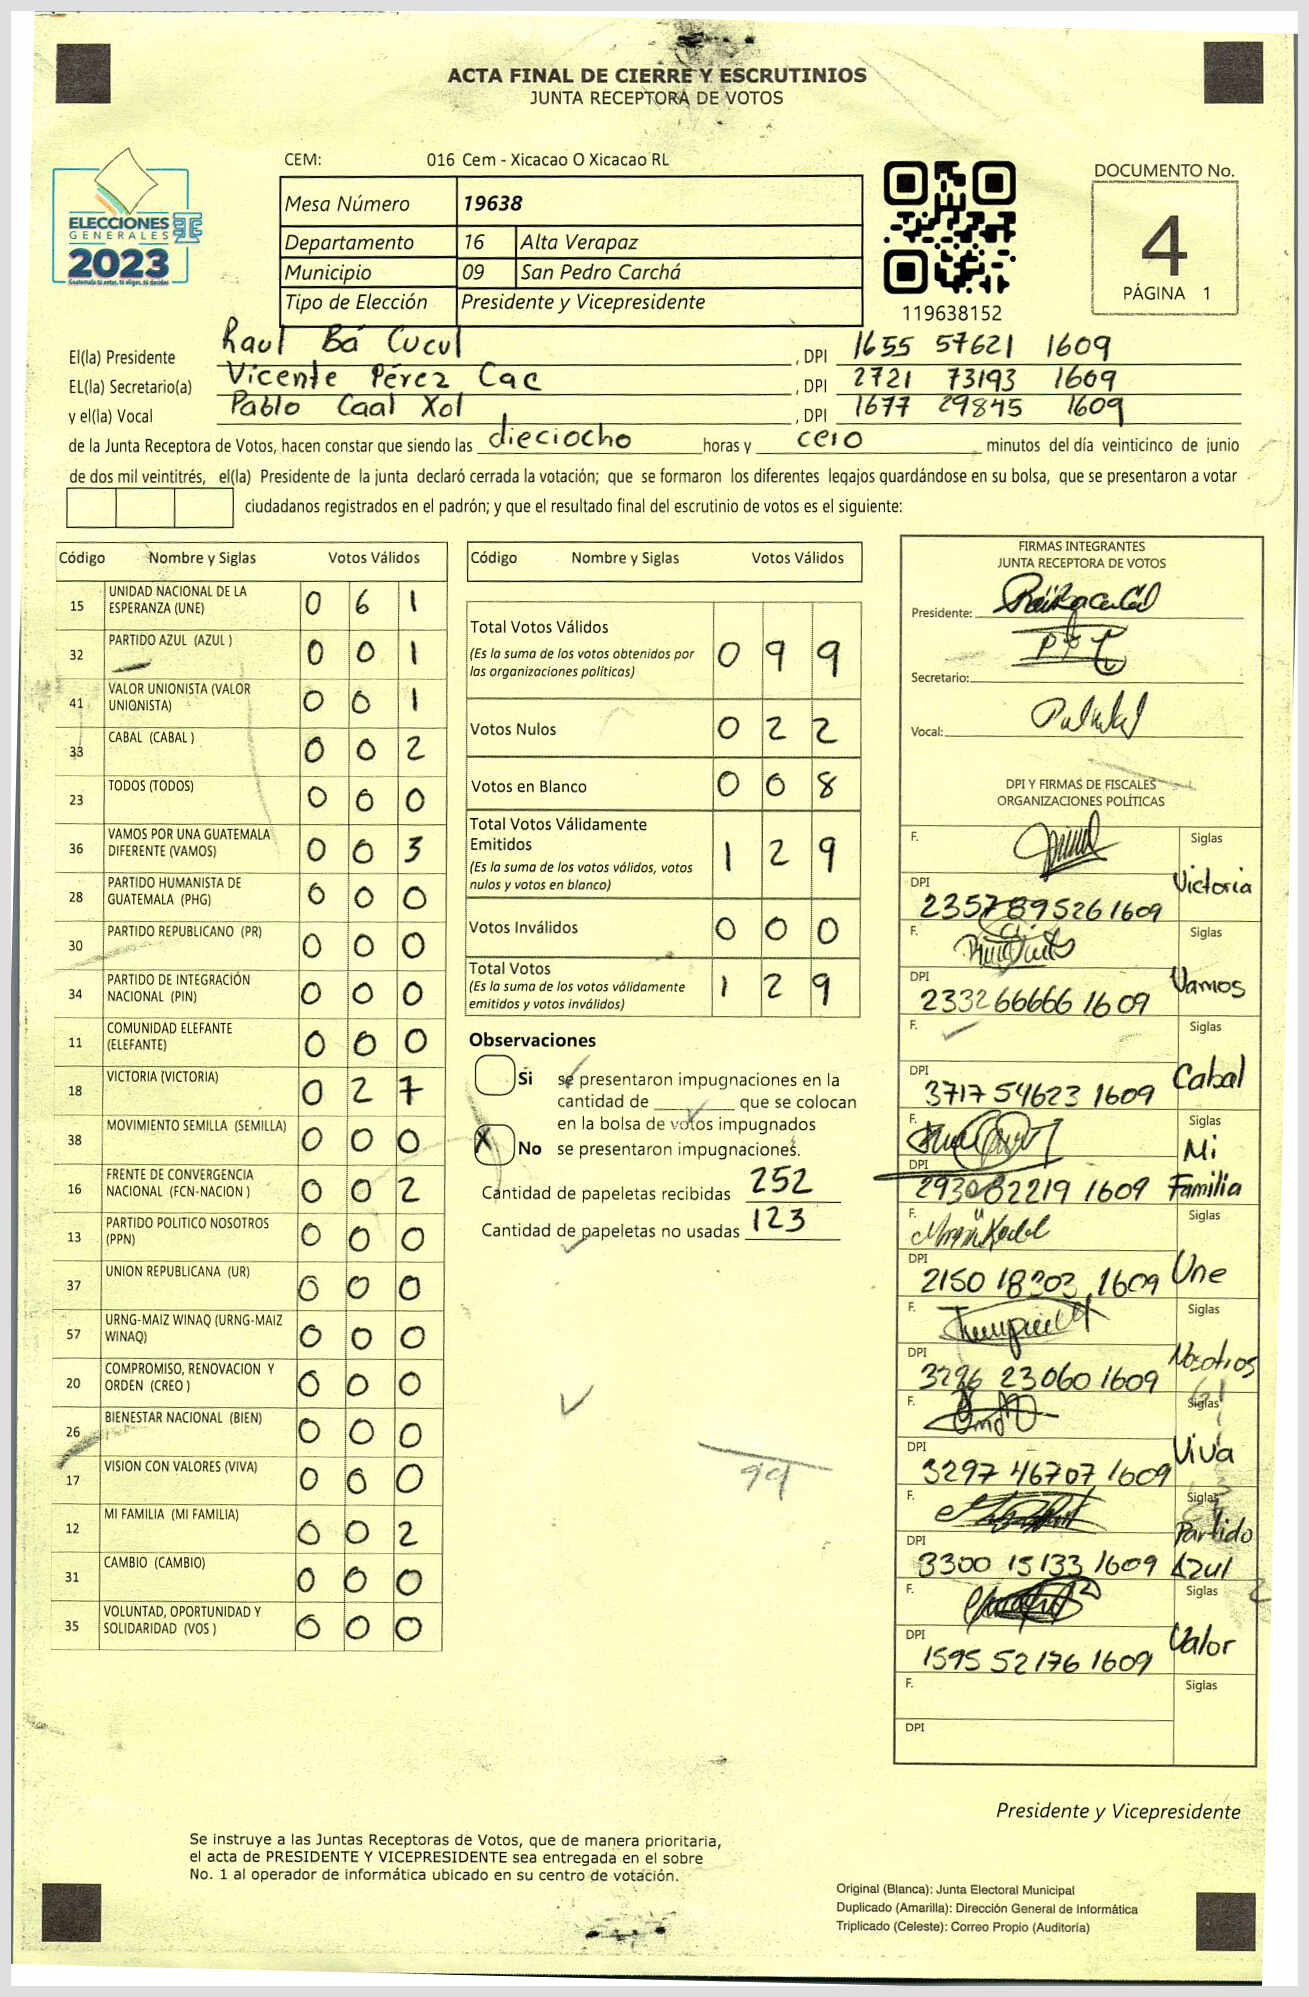 ACTA FINAL DE CIERRE Y ESCRUTINIOS
JUNTA RECEPTORA DE VOTOS
ELECCIONES
GENERALES
2023
Guatemala tú votas, tú eliges, tú decides
CEM: 016 Cem - Xicacao O Xicacao RL
Mesa Número 19638
Departamento 16 Alta Verapaz
Municipio 09 San Pedro Carchá
Tipo de Elección Presidente y Vicepresidente
119638152
DOCUMENTO No.
4
PÁGINA 1
El(la) Presidente Raul Bá Cucul , DPI 1655 57621 1609
EL(la) Secretario(a) Vicente Pérez Cac , DPI 2721 73193 1609
y el(la) Vocal Pablo Caal Xol , DPI 1677 29845 1609
de la Junta Receptora de Votos, hacen constar que siendo las dieciocho horas y cero minutos del día veinticinco de junio
de dos mil veintitrés, el(la) Presidente de la junta declaró cerrada la votación; que se formaron los diferentes legajos quardándose en su bolsa, que se presentaron a votar
ciudadanos registrados en el padrón; y que el resultado final del escrutinio de votos es el siguiente:
Código Nombre y Siglas Votos Válidos
15 UNIDAD NACIONAL DE LA ESPERANZA (UNE) 0 6 1
32 PARTIDO AZUL (AZUL ) 0 0 1
41 VALOR UNIONISTA (VALOR UNIONISTA) 0 0 1
33 CABAL (CABAL ) 0 0 2
23 TODOS (TODOS) 0 0 0
36 VAMOS POR UNA GUATEMALA DIFERENTE (VAMOS) 0 0 3
28 PARTIDO HUMANISTA DE GUATEMALA (PHG) 0 0 0
30 PARTIDO REPUBLICANO (PR) 0 0 0
34 PARTIDO DE INTEGRACIÓN NACIONAL (PIN) 0 0 0
11 COMUNIDAD ELEFANTE (ELEFANTE) 0 0 0
18 VICTORIA (VICTORIA) 0 2 7
38 MOVIMIENTO SEMILLA (SEMILLA) 0 0 0
16 FRENTE DE CONVERGENCIA NACIONAL (FCN-NACION ) 0 0 2
13 PARTIDO POLITICO NOSOTROS (PPN) 0 0 0
37 UNION REPUBLICANA (UR) 0 0 0
57 URNG-MAIZ WINAQ (URNG-MAIZ WINAQ) 0 0 0
20 COMPROMISO, RENOVACION Y ORDEN (CREO ) 0 0 0
26 BIENESTAR NACIONAL (BIEN) 0 0 0
17 VISION CON VALORES (VIVA) 0 0 0
12 MI FAMILIA (MI FAMILIA) 0 0 2
31 CAMBIO (CAMBIO) 0 0 0
35 VOLUNTAD, OPORTUNIDAD Y SOLIDARIDAD (VOS ) 0 0 0
Código Nombre y Siglas Votos Válidos
Total Votos Válidos 0 9 9
(Es la suma de los votos obtenidos por
las organizaciones políticas)
Votos Nulos 0 2 2
Votos en Blanco 0 0 8
Total Votos Válidamente
Emitidos 1 2 9
(Es la suma de los votos válidos, votos
nulos y votos en blanco)
Votos Inválidos 0 0 0
Total Votos 1 2 9
(Es la suma de los votos válidamente
emitidos y votos inválidos)
Observaciones
Si se presentaron impugnaciones en la
cantidad de que se colocan
en la bolsa de votos impugnados
X No se presentaron impugnaciones.
Cantidad de papeletas recibidas 252
Cantidad de papeletas no usadas 123
99
FIRMAS INTEGRANTES
JUNTA RECEPTORA DE VOTOS
Presidente:
Secretario:
Vocal:
DPI Y FIRMAS DE FISCALES
ORGANIZACIONES POLÍTICAS
F. Siglas
DPI 2357895261609 Victoria
F. Siglas
DPI 233266666 1609 Vamos
F. Siglas
DPI 3717 54623 1609 Cabal
F. Siglas
DPI 293082219 1609 Mi Familia
F. Siglas
DPI 2150 18303 1609 Une
F. Siglas
DPI 3296 23060 1609 Nosotros
F. Siglas
DPI 3297 46707 1609 Viva
F. Siglas
DPI 3300 15133 1609 Partido Azul
F. Siglas
DPI 1595 52176 1609 Valor
F. Siglas
DPI
Presidente y Vicepresidente
Se instruye a las Juntas Receptoras de Votos, que de manera prioritaria,
el acta de PRESIDENTE Y VICEPRESIDENTE sea entregada en el sobre
No. 1 al operador de informática ubicado en su centro de votación.
Original (Blanca): Junta Electoral Municipal
Duplicado (Amarilla): Dirección General de Informática
Triplicado (Celeste): Correo Propio (Auditoría)